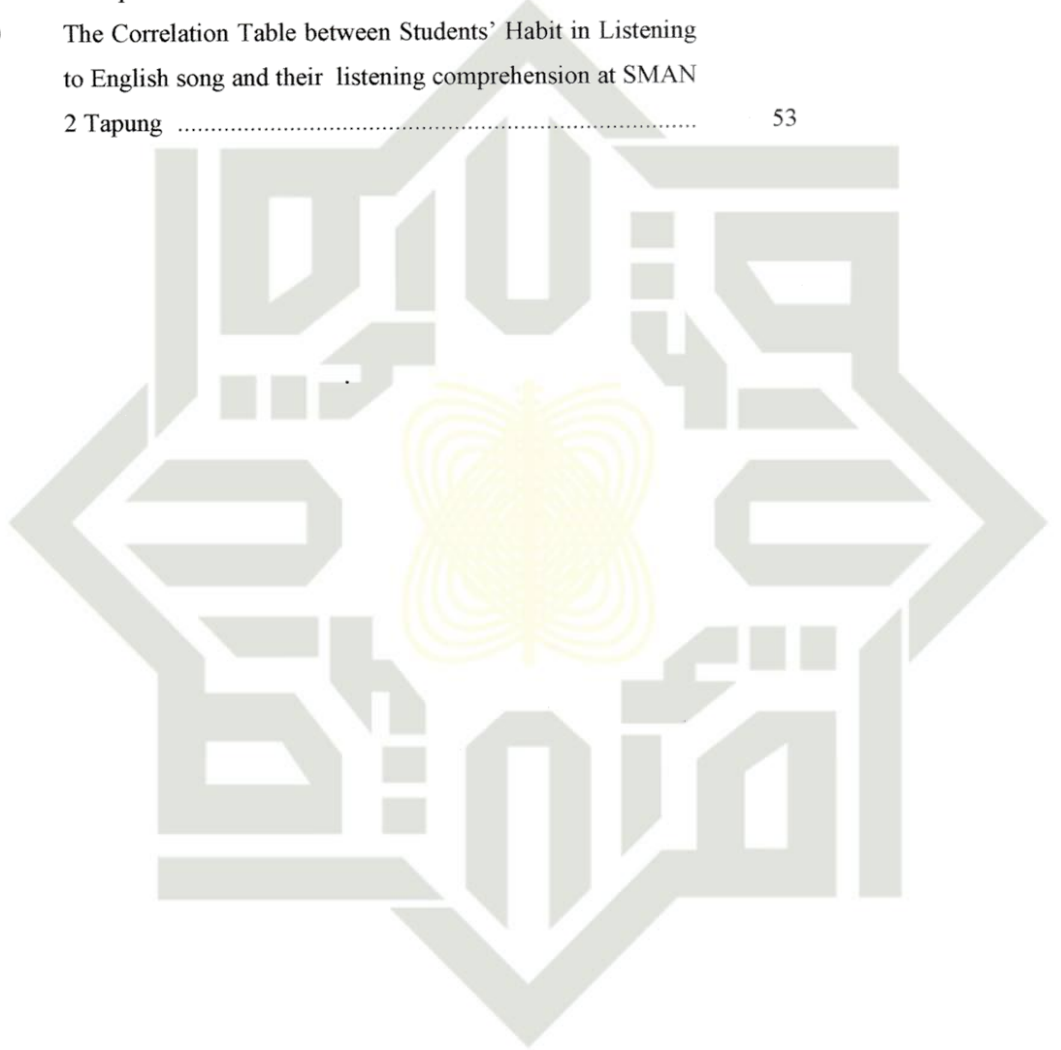 The Correlation Table between Students’ Habit in Listening
to English song and their listening comprehension at SMAN
2 Tapung ........................................................................... 53